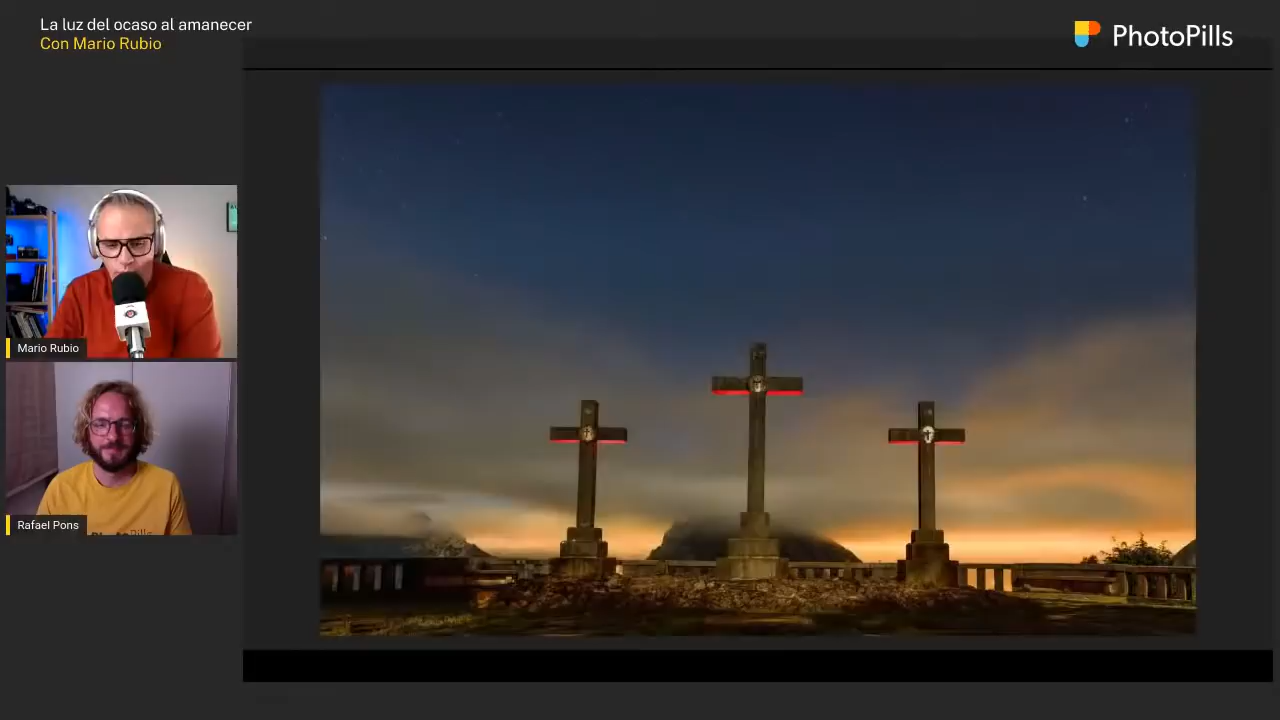 La luz del ocaso al amanecer
Con Mario Rubio
PhotoPills
Mario Rubio
Rafael Pons